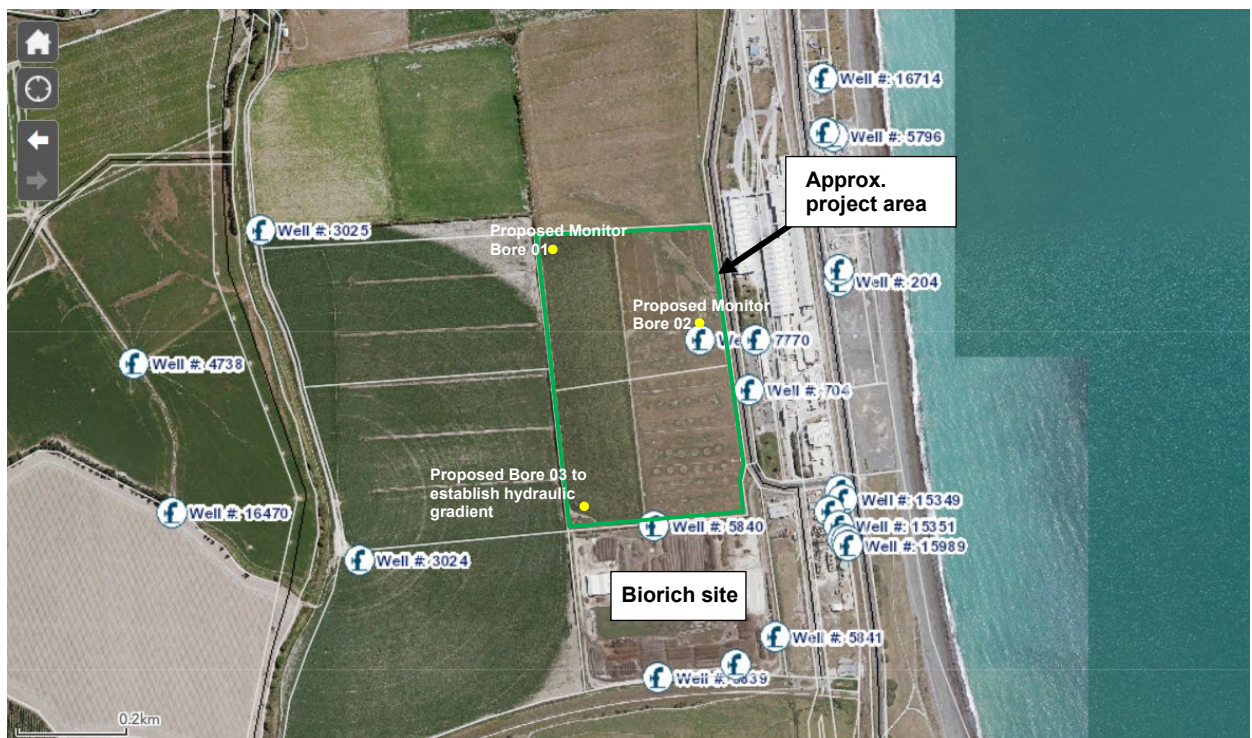 Well #: 16714
Well #: 5796
Approx.
project area
Well #: 3025
Proposed Monitor
Bore 01
Well #: 204
Proposed Monitor
Bore 02
7770
Well #: 4738
Well #: 704
Proposed Bore 03 to
establish hydraulic
gradient
Well #: 15349
Well #: 16470
Well #: 5840
Well #: 15351
Well #: 15989
Well #: 3024
Biorich site
Well #: 5841
Well #: 5839
0.2km